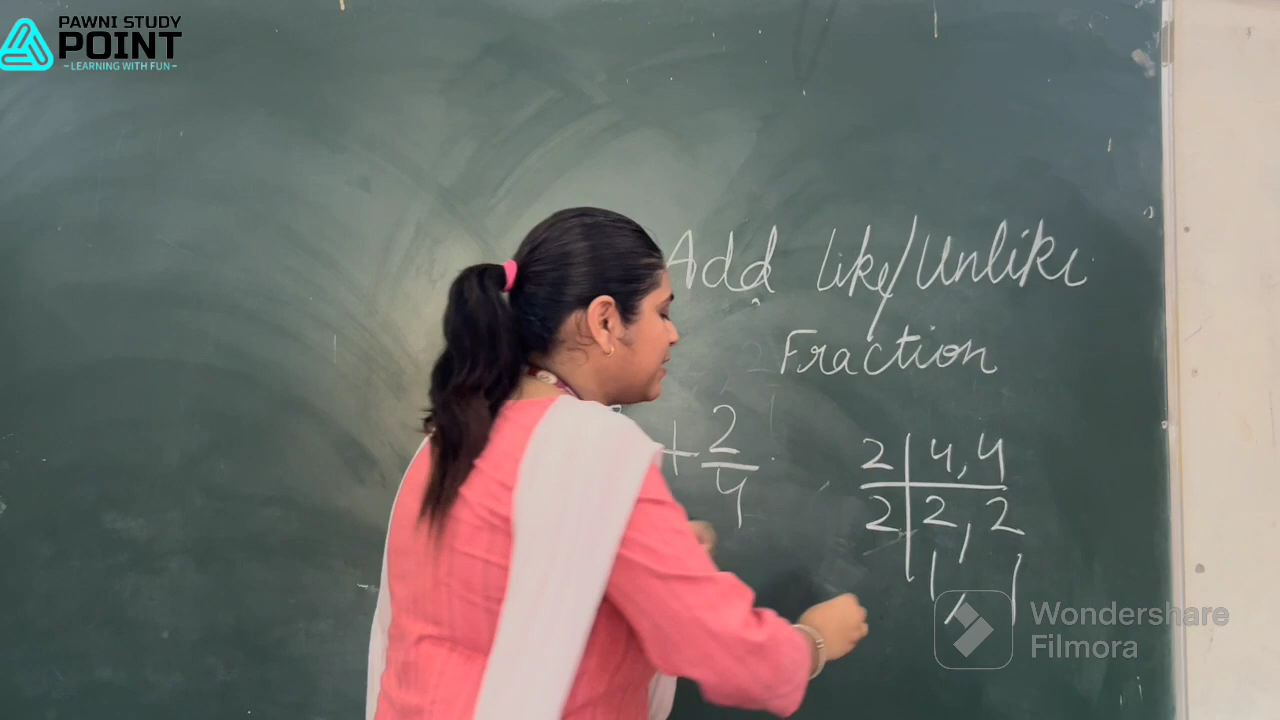 PAWNI STUDY
POINT
- LEARNING WITH FUN -
Add like/Unlike
Fraction
+ 2/4
2 | 4, 4
2 | 2, 2
1, 1
Wondershare
Filmora